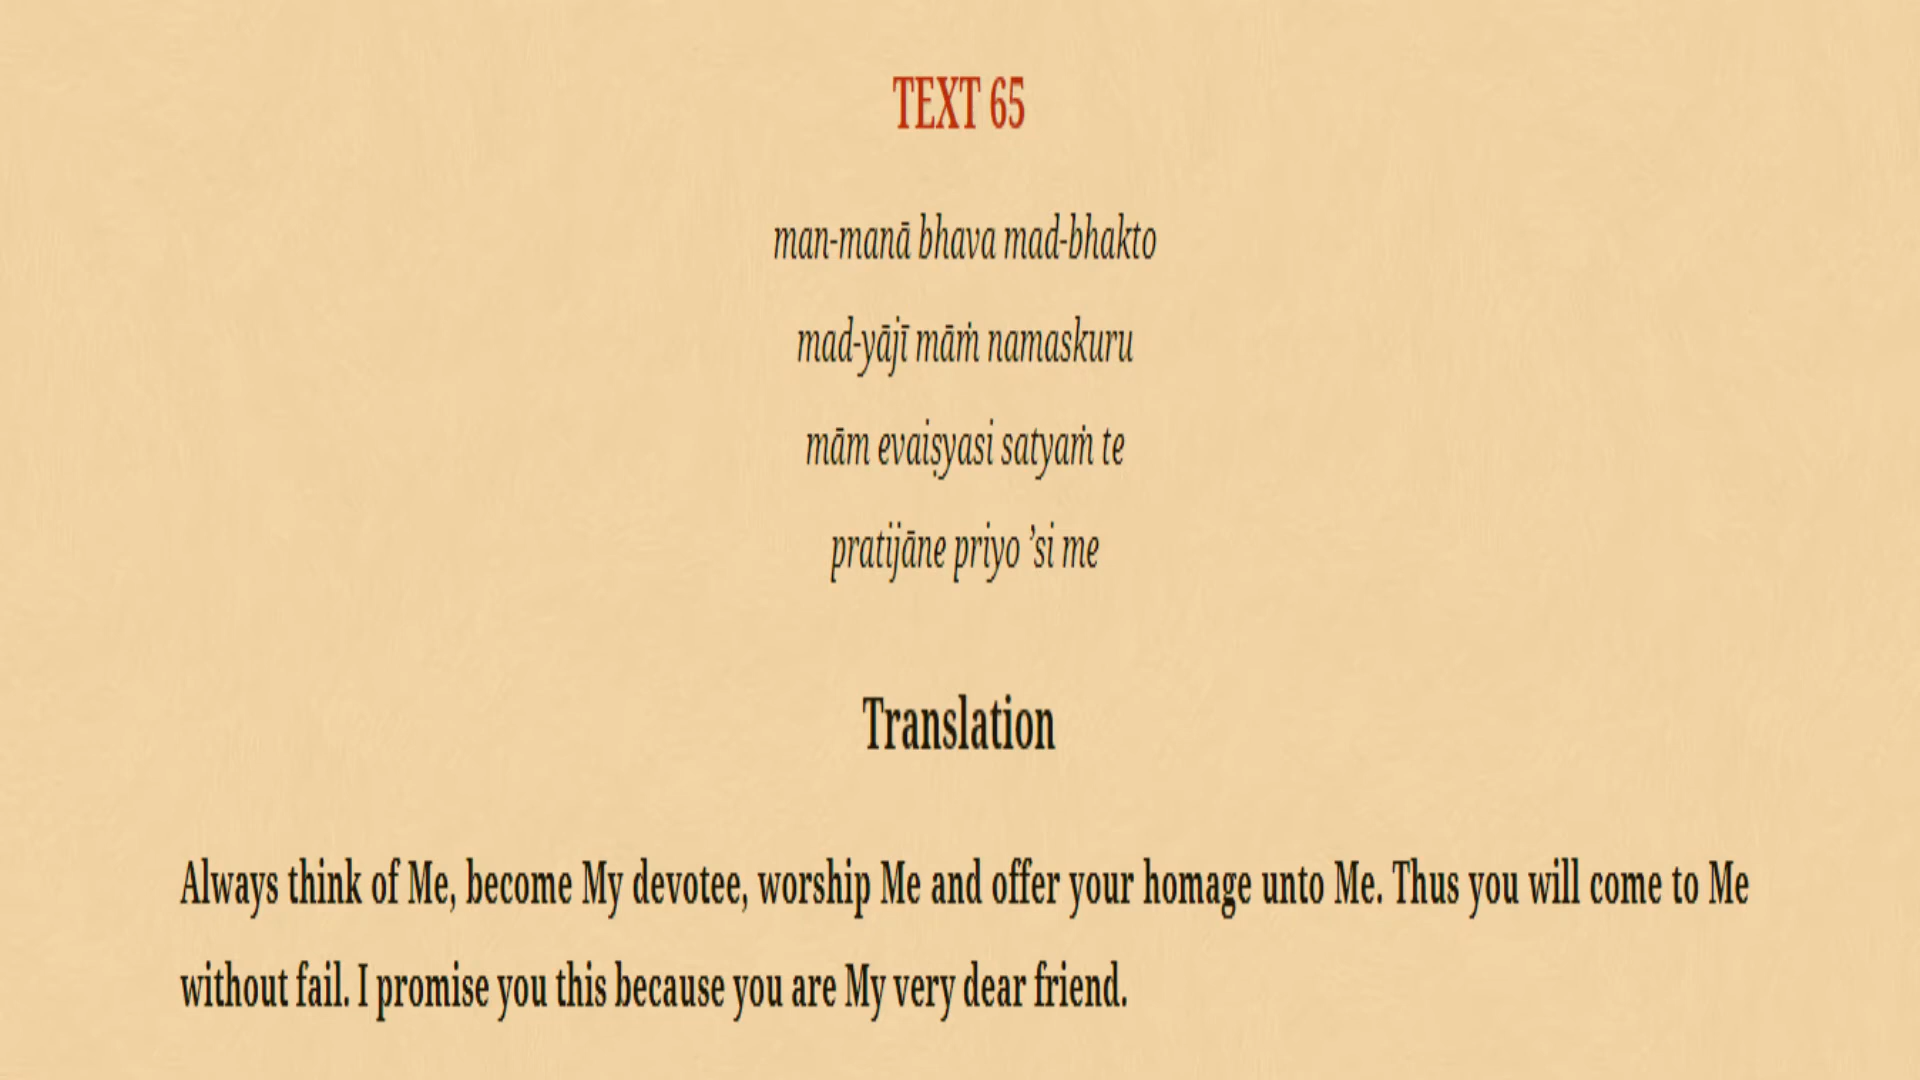 TEXT 65
man-manā bhava mad-bhakto
mad-yājī māṁ namaskuru
mām evaiṣyasi satyaṁ te
pratijāne priyo ’si me
Translation
Always think of Me, become My devotee, worship Me and offer your homage unto Me. Thus you will come to Me
without fail. I promise you this because you are My very dear friend.